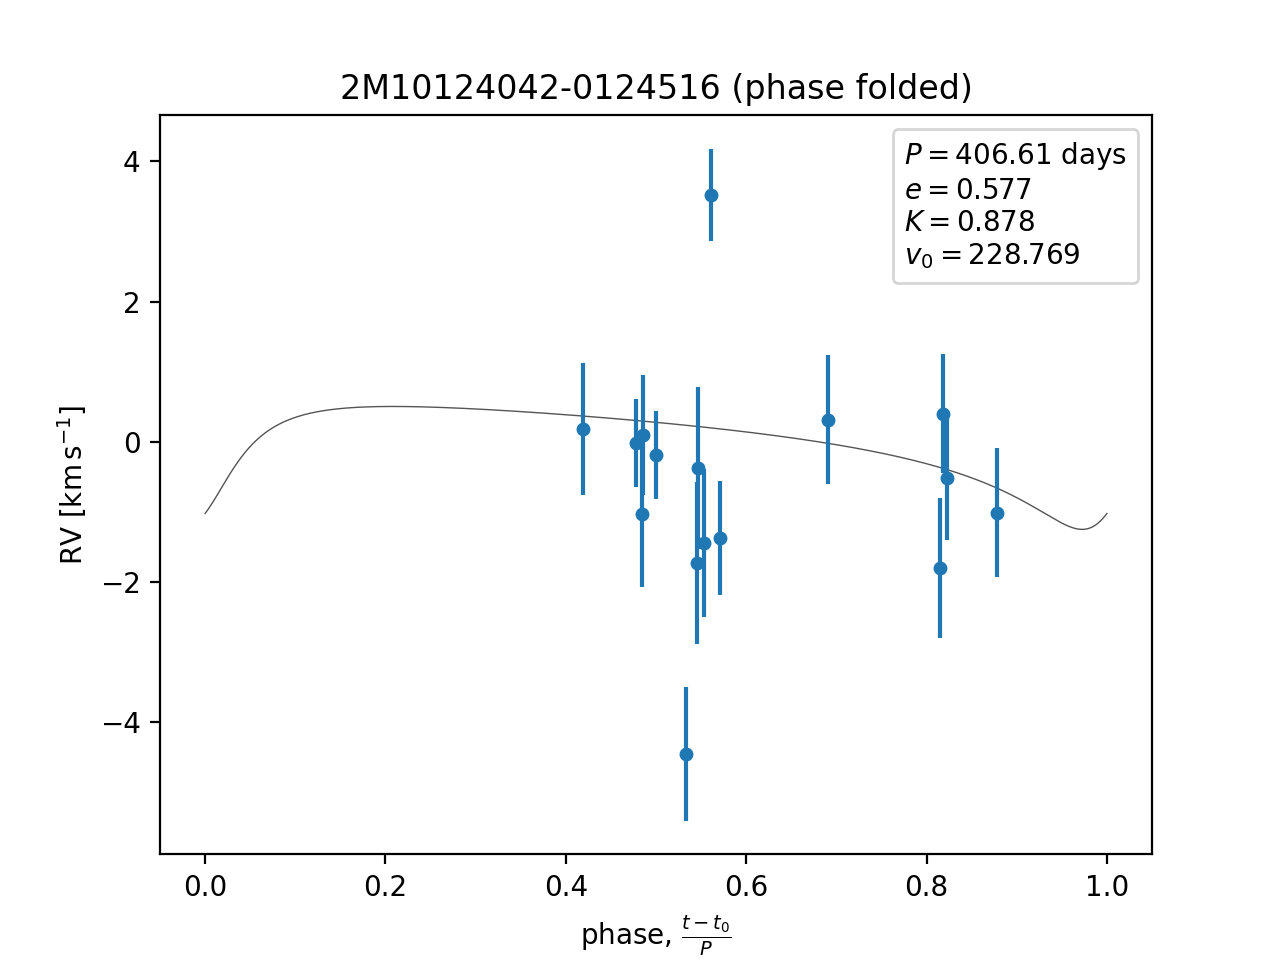 2M10124042-0124516 (phase folded)
P = 406.61 days
e = 0.577
K = 0.878
v₀ = 228.769
4
2
0
−2
−4
RV [km s⁻¹]
0.0 0.2 0.4 0.6 0.8 1.0
phase, (t − t₀)/P